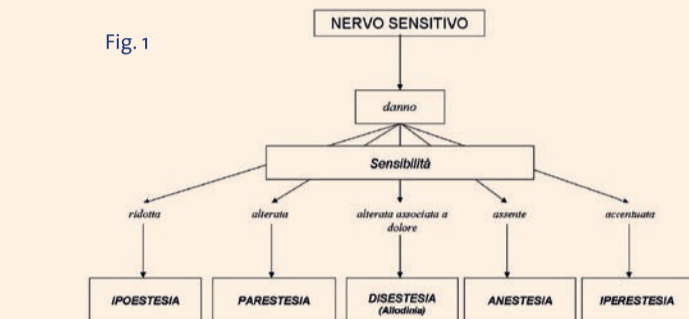 Fig. 1
NERVO SENSITIVO
danno
Sensibilità
ridotta
alterata
alterata associata a
dolore
assente
accentuata
IPOESTESIA
PARESTESIA
DISESTESIA
(Allodinia)
ANESTESIA
IPERESTESIA